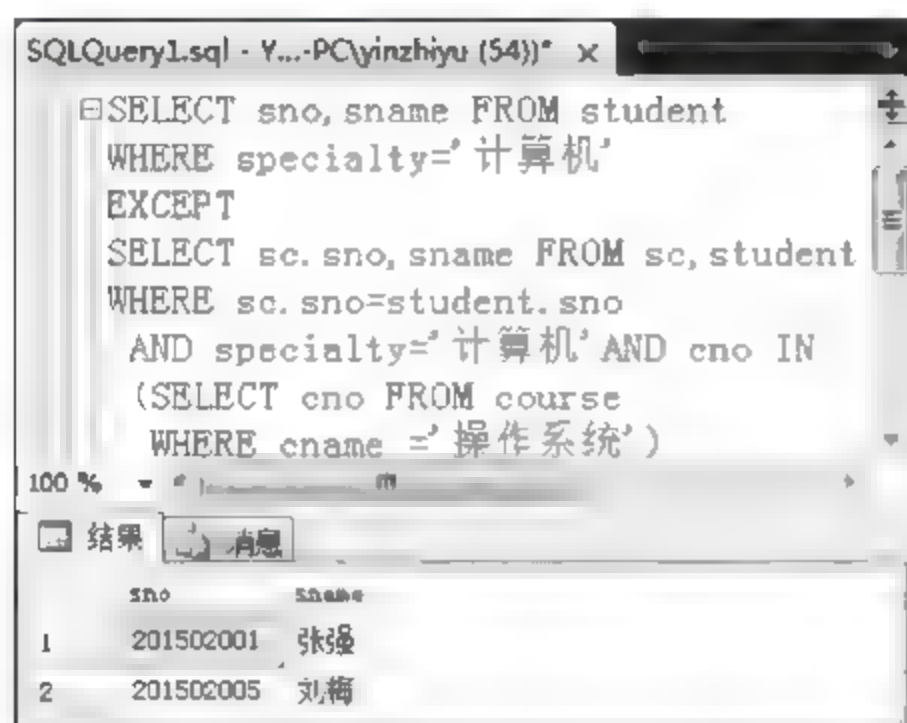 SQLQuery1.sql - Y...-PC\yinzhiyu (54))* ×
SELECT sno,sname FROM student
WHERE specialty='计算机'
EXCEPT
SELECT sc.sno,sname FROM sc,student
WHERE sc.sno=student.sno
AND specialty='计算机'AND cno IN
(SELECT cno FROM course
WHERE cname ='操作系统')
100 %
结果 消息
sno sname
1 201502001 张强
2 201502005 刘梅